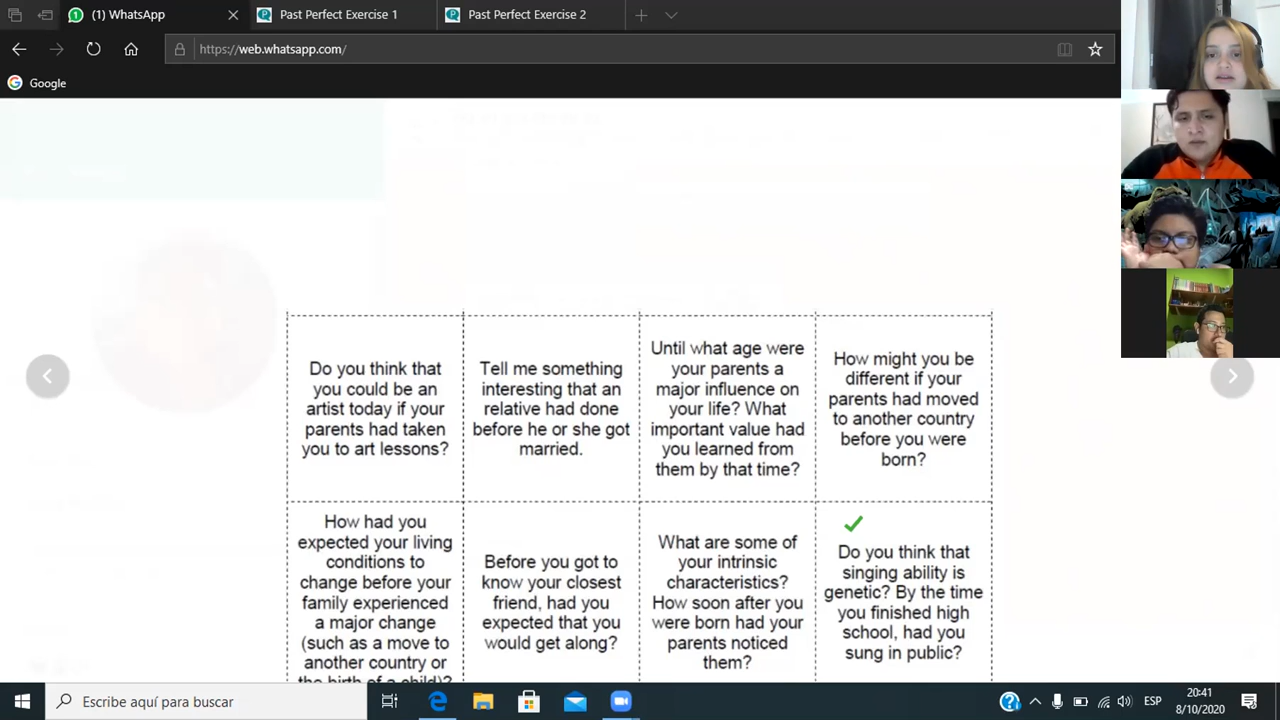 (1) WhatsApp
Past Perfect Exercise 1
Past Perfect Exercise 2
https://web.whatsapp.com/
Google
Do you think that
you could be an
artist today if your
parents had taken
you to art lessons?
Tell me something
interesting that an
relative had done
before he or she got
married.
Until what age were
your parents a
major influence on
your life? What
important value had
you learned from
them by that time?
How might you be
different if your
parents had moved
to another country
before you were
born?
How had you
expected your living
conditions to
change before your
family experienced
a major change
(such as a move to
another country or
the birth of a child)?
Before you got to
know your closest
friend, had you
expected that you
would get along?
What are some of
your intrinsic
characteristics?
How soon after you
were born had your
parents noticed
them?
Do you think that
singing ability is
genetic? By the time
you finished high
school, had you
sung in public?
Escribe aquí para buscar
ESP
20:41
8/10/2020